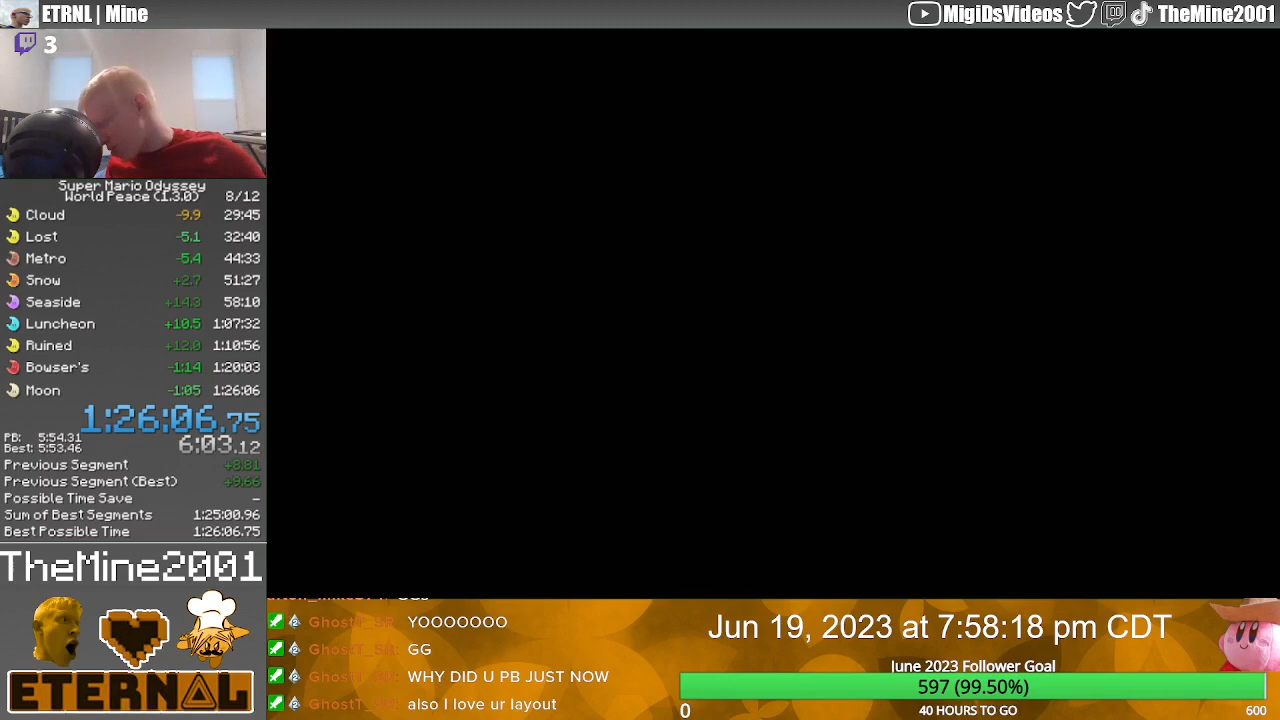 ETRNL | Mine
MigiDsVideos TheMine2001
3
Super Mario Odyssey
World Peace (1.3.0) 8/12
Cloud -9.9 29:45
Lost -5.1 32:40
Metro -5.4 44:33
Snow +2.7 51:27
Seaside +14.3 58:10
Luncheon +10.5 1:07:32
Ruined +12.8 1:10:56
Bowser's -1:14 1:20:03
Moon -1:05 1:26:06
1:26:06.75
PB: 5:54.31
Best: 5:53.46
6:03.12
Previous Segment +8.81
Previous Segment (Best) +9.66
Possible Time Save –
Sum of Best Segments 1:25:00.96
Best Possible Time 1:26:06.75
TheMine2001
ETERNAL
YOOOOOOO
GG
WHY DID U PB JUST NOW
also I love ur layout
Jun 19, 2023 at 7:58:18 pm CDT
June 2023 Follower Goal
597 (99.50%)
0 40 HOURS TO GO 600